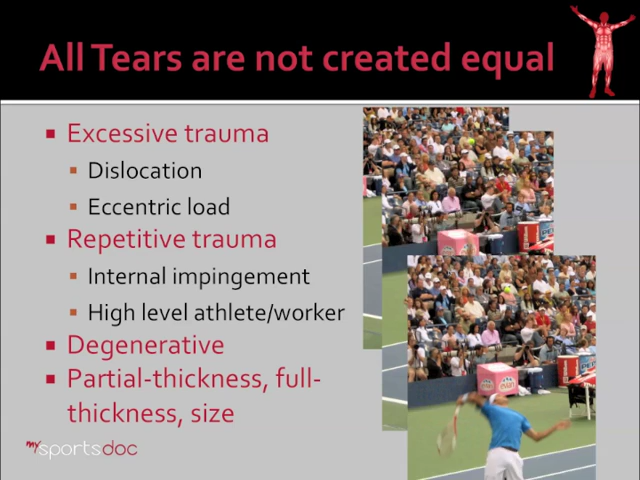 All Tears are not created equal
Excessive trauma
Dislocation
Eccentric load
Repetitive trauma
Internal impingement
High level athlete/worker
Degenerative
Partial-thickness, full-
thickness, size
mysportsdoc